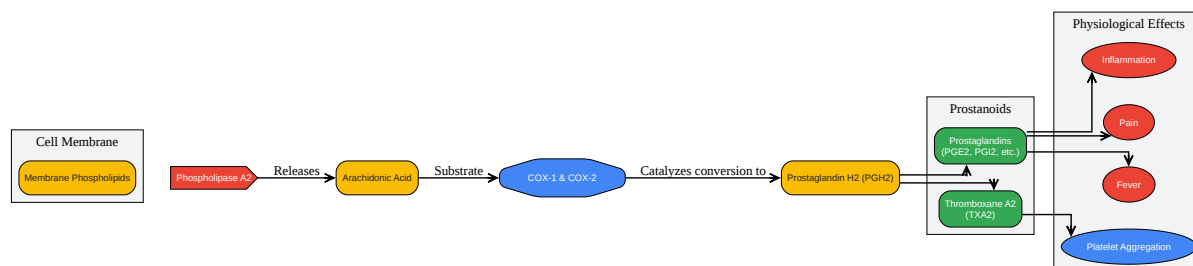 Cell Membrane
Membrane Phospholipids
Phospholipase A2
Releases
Arachidonic Acid
Substrate
COX-1 & COX-2
Catalyzes conversion to
Prostaglandin H2 (PGH2)
Prostanoids
Prostaglandins
(PGE2, PGI2, etc.)
Thromboxane A2
(TXA2)
Physiological Effects
Inflammation
Pain
Fever
Platelet Aggregation